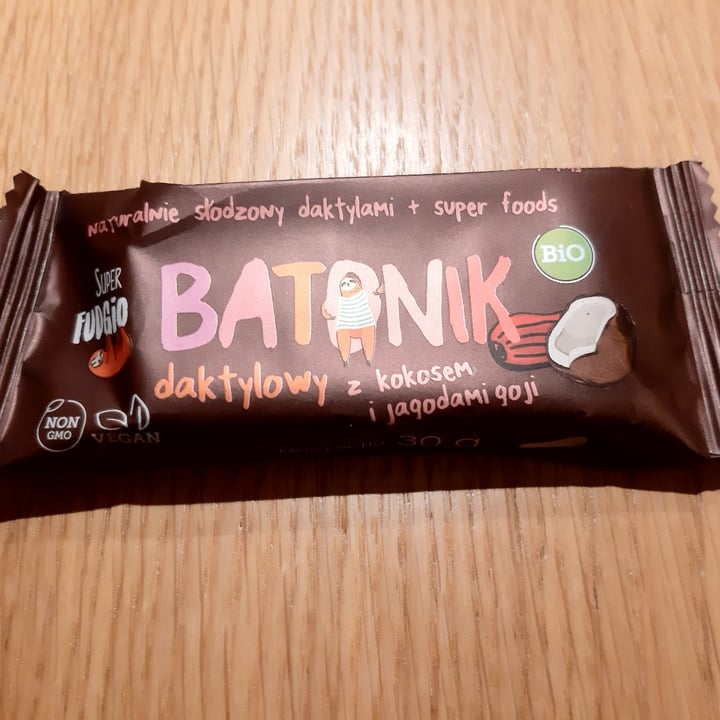 naturalnie słodzony daktylami + super foods
BiO
SUPER
FUDGiO
BATONIK
daktylowy z kokosem
i jagodami goji
NON
GMO
VEGAN
30 g